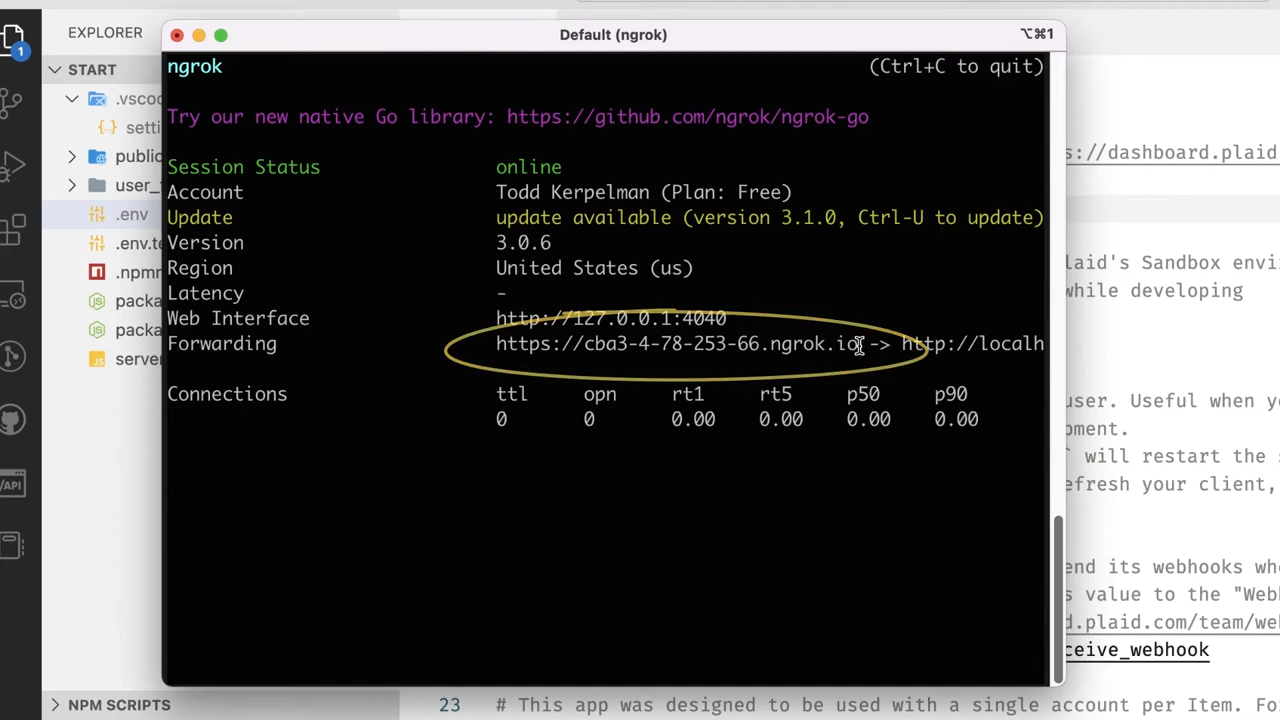 EXPLORER
Default (ngrok)
⌥⌘1
1
START
ngrok (Ctrl+C to quit)
.vscod
Try our new native Go library: https://github.com/ngrok/ngrok-go
setti
public
s://dashboard.plaid
Session Status online
user_
Account Todd Kerpelman (Plan: Free)
.env
Update update available (version 3.1.0, Ctrl-U to update)
.env.te
Version 3.0.6
laid's Sandbox envi
.npmr
Region United States (us)
while developing
packa
Latency -
Web Interface http://127.0.0.1:4040
packa
Forwarding https://cba3-4-78-253-66.ngrok.io -> http://localh
server
Connections ttl opn rt1 rt5 p50 p90
0 0 0.00 0.00 0.00 0.00
user. Useful when yo
pment.
` will restart the s
efresh your client,
/API
end its webhooks whe
s value to the "Webh
d.plaid.com/team/web
ceive_webhook
NPM SCRIPTS
23 # This app was designed to be used with a single account per Item. Fo